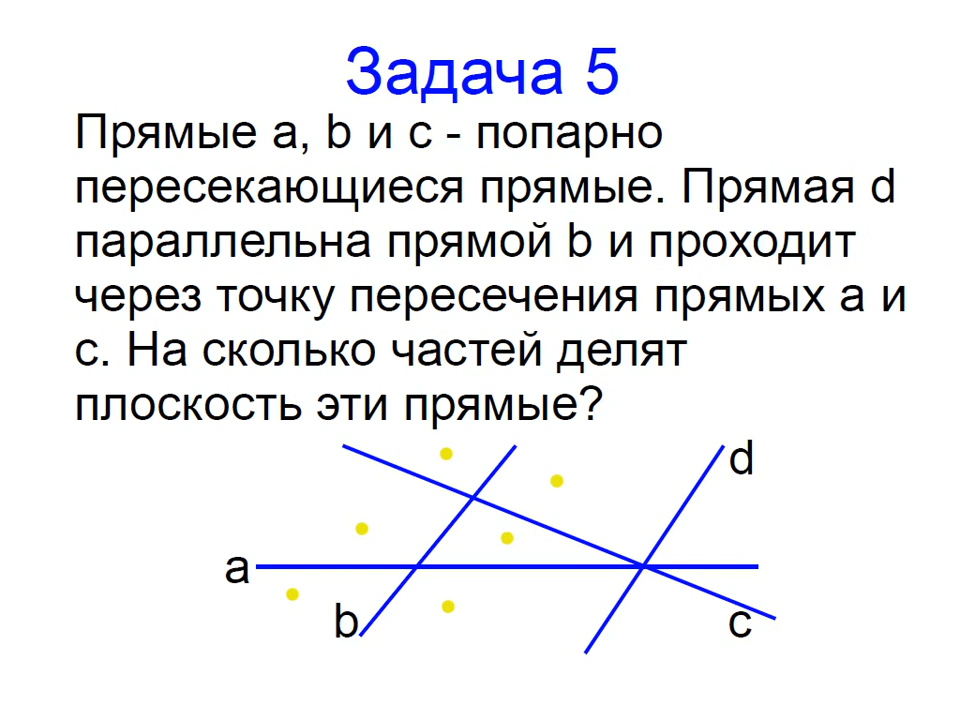 Задача 5
Прямые a, b и c - попарно
пересекающиеся прямые. Прямая d
параллельна прямой b и проходит
через точку пересечения прямых a и
c. На сколько частей делят
плоскость эти прямые?
d
a
b
c